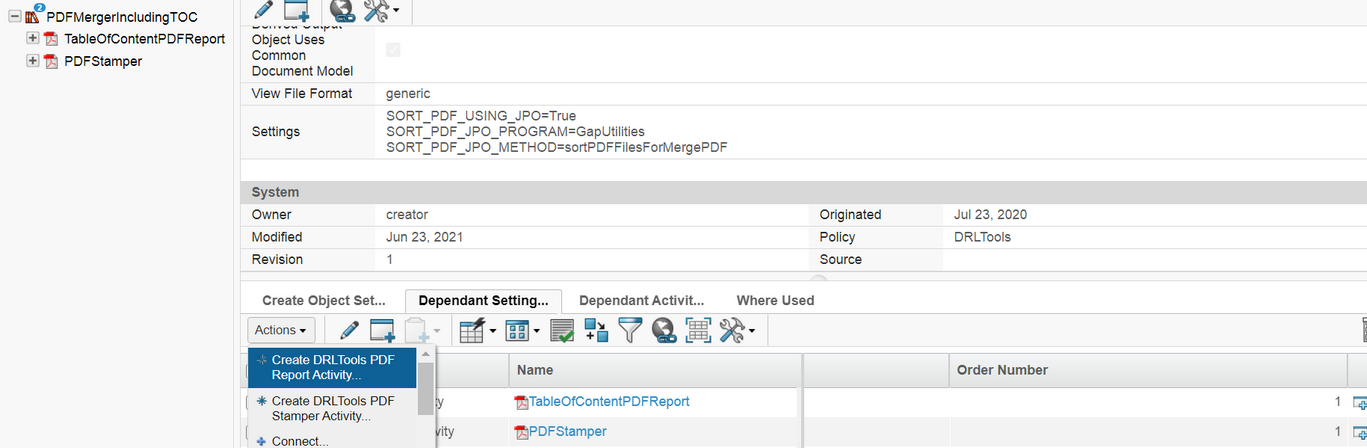 2
PDFMergerIncludingTOC
TableOfContentPDFReport
PDFStamper
Derived Output
Object Uses
Common
Document Model
View File Format generic
SORT_PDF_USING_JPO=True
Settings SORT_PDF_JPO_PROGRAM=GapUtilities
SORT_PDF_JPO_METHOD=sortPDFFilesForMergePDF
System
Owner creator Originated Jul 23, 2020
Modified Jun 23, 2021 Policy DRLTools
Revision 1 Source
Create Object Set... Dependant Setting... Dependant Activit... Where Used
Actions
Create DRLTools PDF
Report Activity...
Create DRLTools PDF
Stamper Activity...
Connect...
Name Order Number
ty TableOfContentPDFReport 1
vity PDFStamper 1